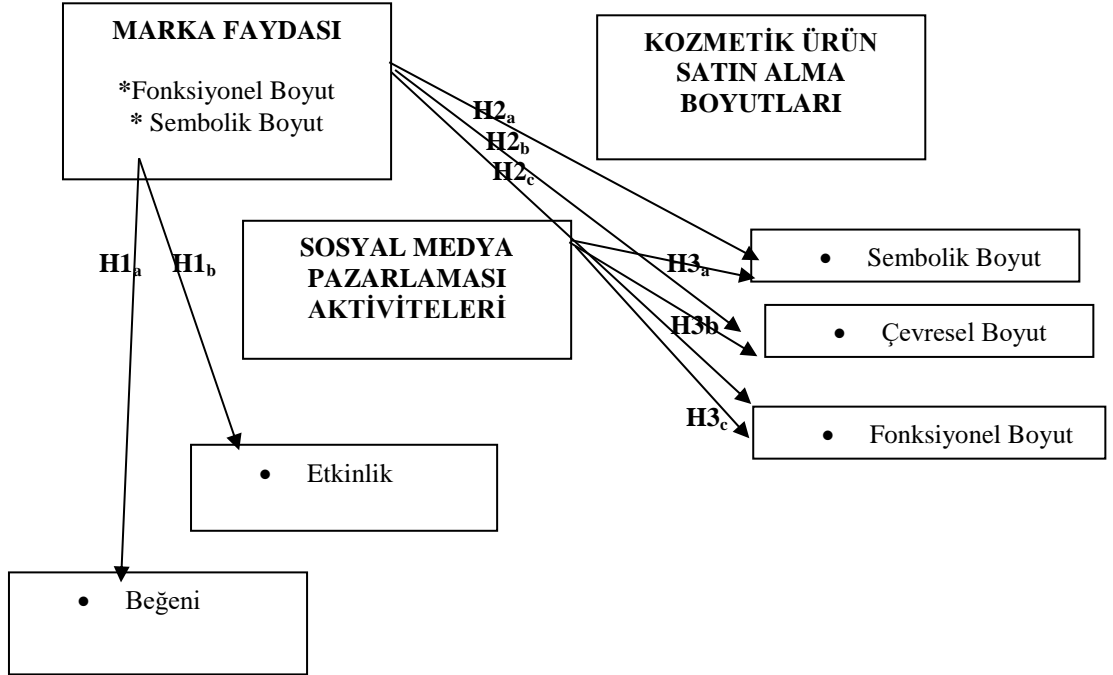 MARKA FAYDASI
*Fonksiyonel Boyut
* Sembolik Boyut
KOZMETİK ÜRÜN
SATIN ALMA
BOYUTLARI
H2a
H2b
H2c
SOSYAL MEDYA
PAZARLAMASI
AKTİVİTELERİ
H1a
H1b
H3a
H3b
H3c
• Sembolik Boyut
• Çevresel Boyut
• Fonksiyonel Boyut
• Etkinlik
• Beğeni